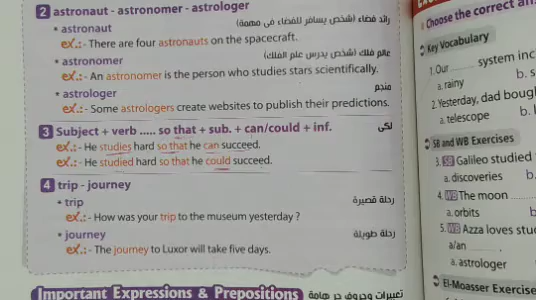 2 astronaut - astronomer - astrologer
• astronaut رائد فضاء (شخص يسافر للفضاء فى مهمة)
ex.: - There are four astronauts on the spacecraft.
• astronomer عالم فلك (شخص يدرس علم الفلك)
ex.: - An astronomer is the person who studies stars scientifically.
• astrologer منجم
ex.: - Some astrologers create websites to publish their predictions.
3 Subject + verb ..... so that + sub. + can/could + inf. لكى
ex.: - He studies hard so that he can succeed.
ex.: - He studied hard so that he could succeed.
4 trip - journey
• trip رحلة قصيرة
ex.: - How was your trip to the museum yesterday ?
• journey رحلة طويلة
ex.: - The journey to Luxor will take five days.
Important Expressions & Prepositions تعبيرات وحروف جر هامة
Choose the correct an
Key Vocabulary
1. Our ........ system inc
a. rainy b. s
2. Yesterday, dad bough
a. telescope b.
SB and WB Exercises
3. SB Galileo studied
a. discoveries b.
4. WB The moon ........
a. orbits b
5. WB Azza loves stu
a/an ........
a. astrologer
El-Moasser Exercise